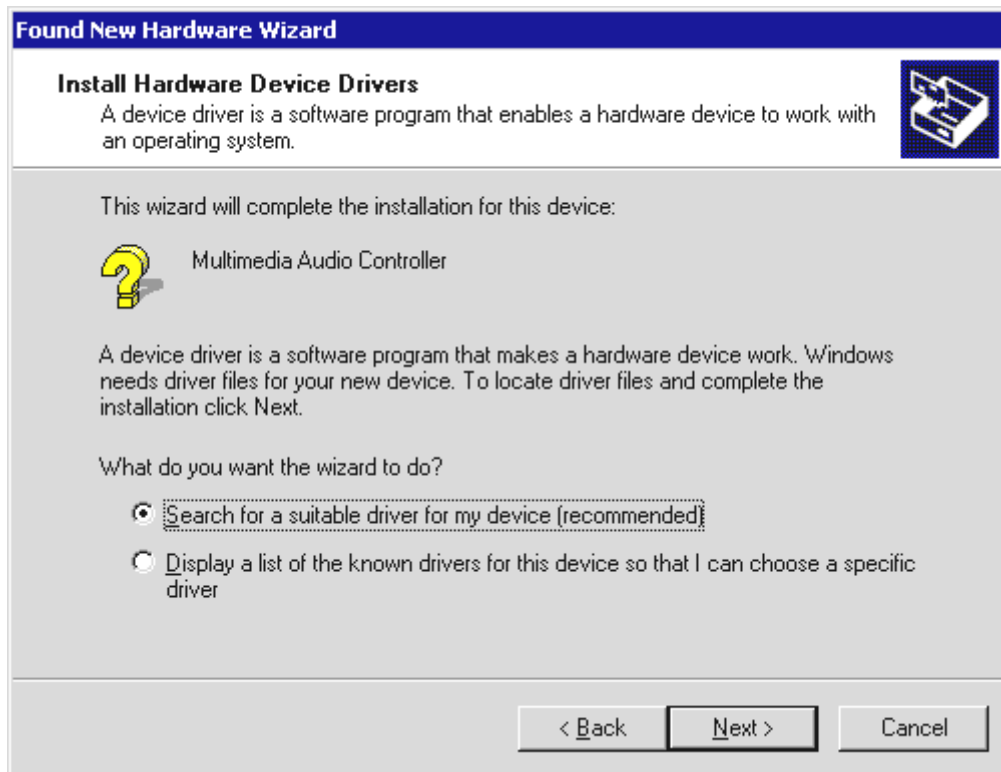 Found New Hardware Wizard
Install Hardware Device Drivers
A device driver is a software program that enables a hardware device to work with
an operating system.
This wizard will complete the installation for this device:
Multimedia Audio Controller
A device driver is a software program that makes a hardware device work. Windows
needs driver files for your new device. To locate driver files and complete the
installation click Next.
What do you want the wizard to do?
Search for a suitable driver for my device (recommended)
Display a list of the known drivers for this device so that I can choose a specific
driver
< Back Next > Cancel